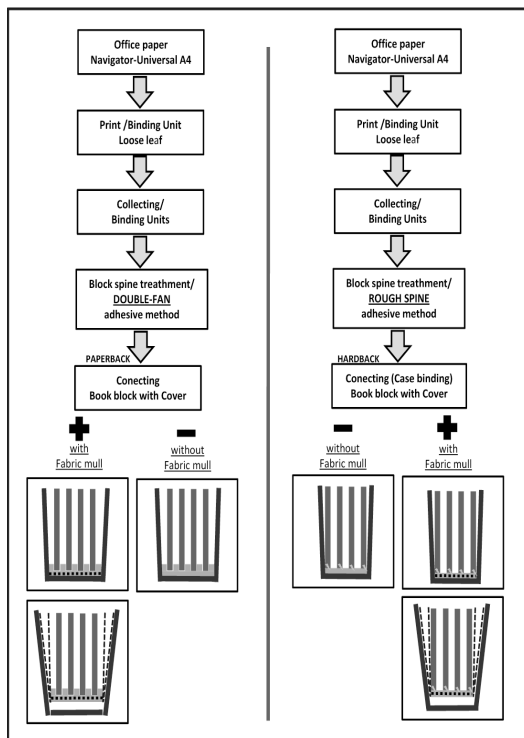 Office paper
Navigator-Universal A4
Print /Binding Unit
Loose leaf
Collecting/
Binding Units
Block spine treatment/
DOUBLE-FAN
adhesive method
PAPERBACK
Conecting
Book block with Cover
with
Fabric mull
without
Fabric mull
Office paper
Navigator-Universal A4
Print /Binding Unit
Loose leaf
Collecting/
Binding Units
Block spine treatment/
ROUGH SPINE
adhesive method
HARDBACK
Conecting (Case binding)
Book block with Cover
without
Fabric mull
with
Fabric mull